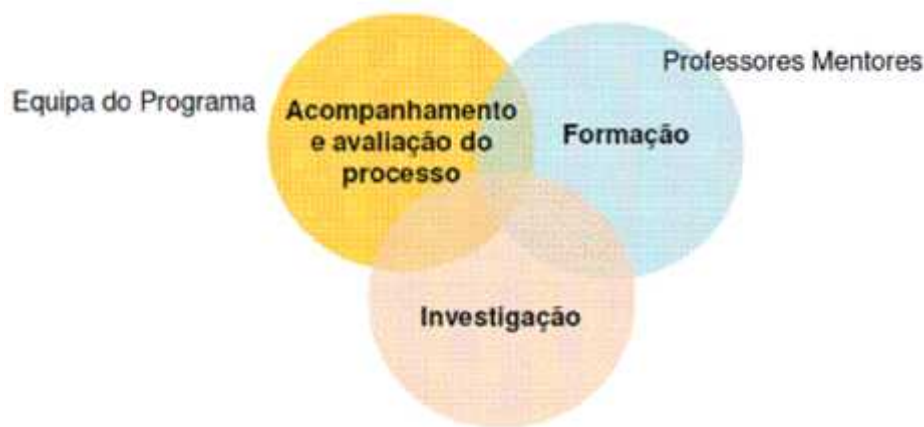 Professores Mentores
Equipa do Programa
Acompanhamento
e avaliação do
processo
Formação
Investigação